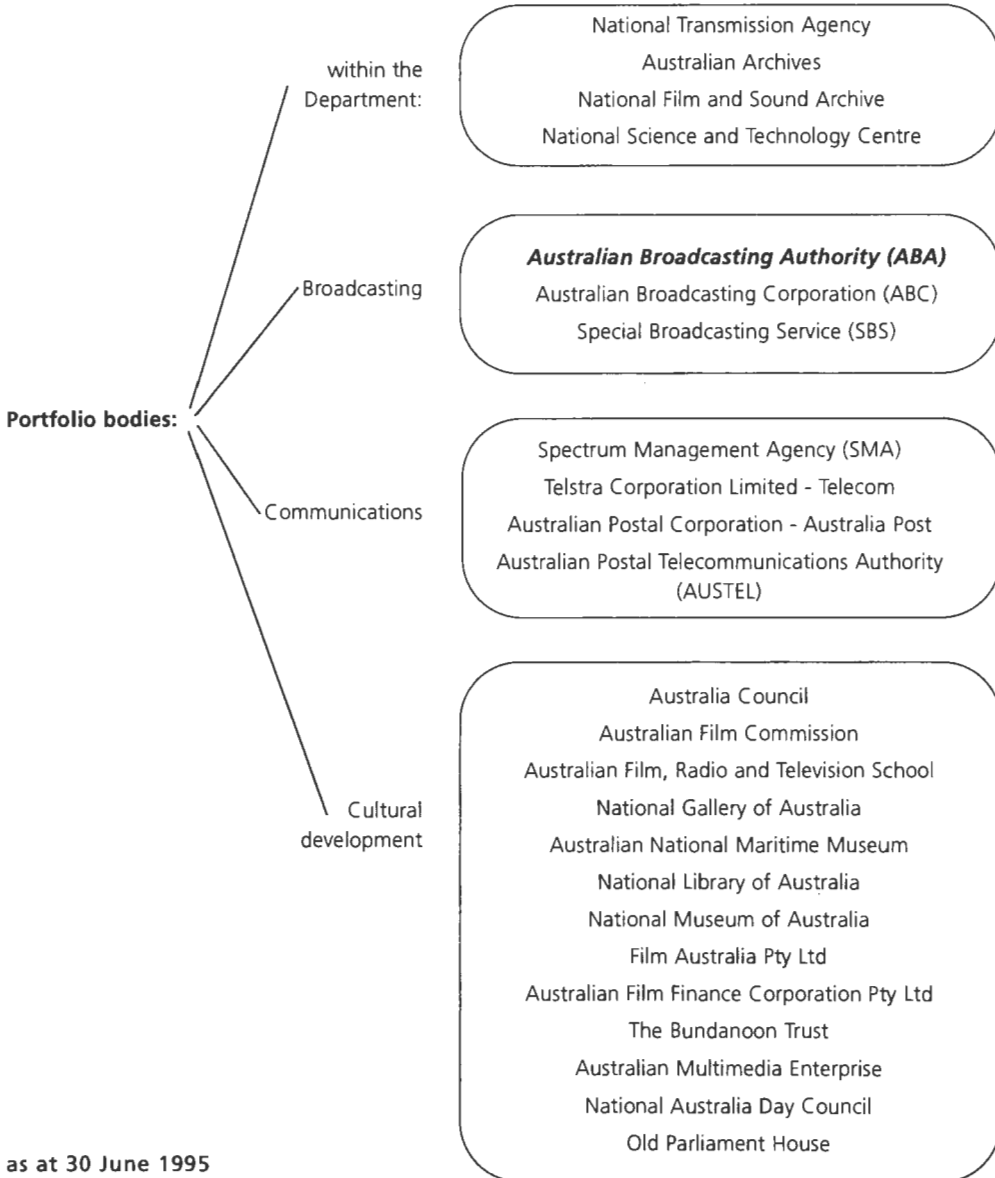 Portfolio bodies:
within the
Department:
National Transmission Agency
Australian Archives
National Film and Sound Archive
National Science and Technology Centre
Broadcasting
Australian Broadcasting Authority (ABA)
Australian Broadcasting Corporation (ABC)
Special Broadcasting Service (SBS)
Communications
Spectrum Management Agency (SMA)
Telstra Corporation Limited - Telecom
Australian Postal Corporation - Australia Post
Australian Postal Telecommunications Authority
(AUSTEL)
Cultural
development
Australia Council
Australian Film Commission
Australian Film, Radio and Television School
National Gallery of Australia
Australian National Maritime Museum
National Library of Australia
National Museum of Australia
Film Australia Pty Ltd
Australian Film Finance Corporation Pty Ltd
The Bundanoon Trust
Australian Multimedia Enterprise
National Australia Day Council
Old Parliament House
as at 30 June 1995